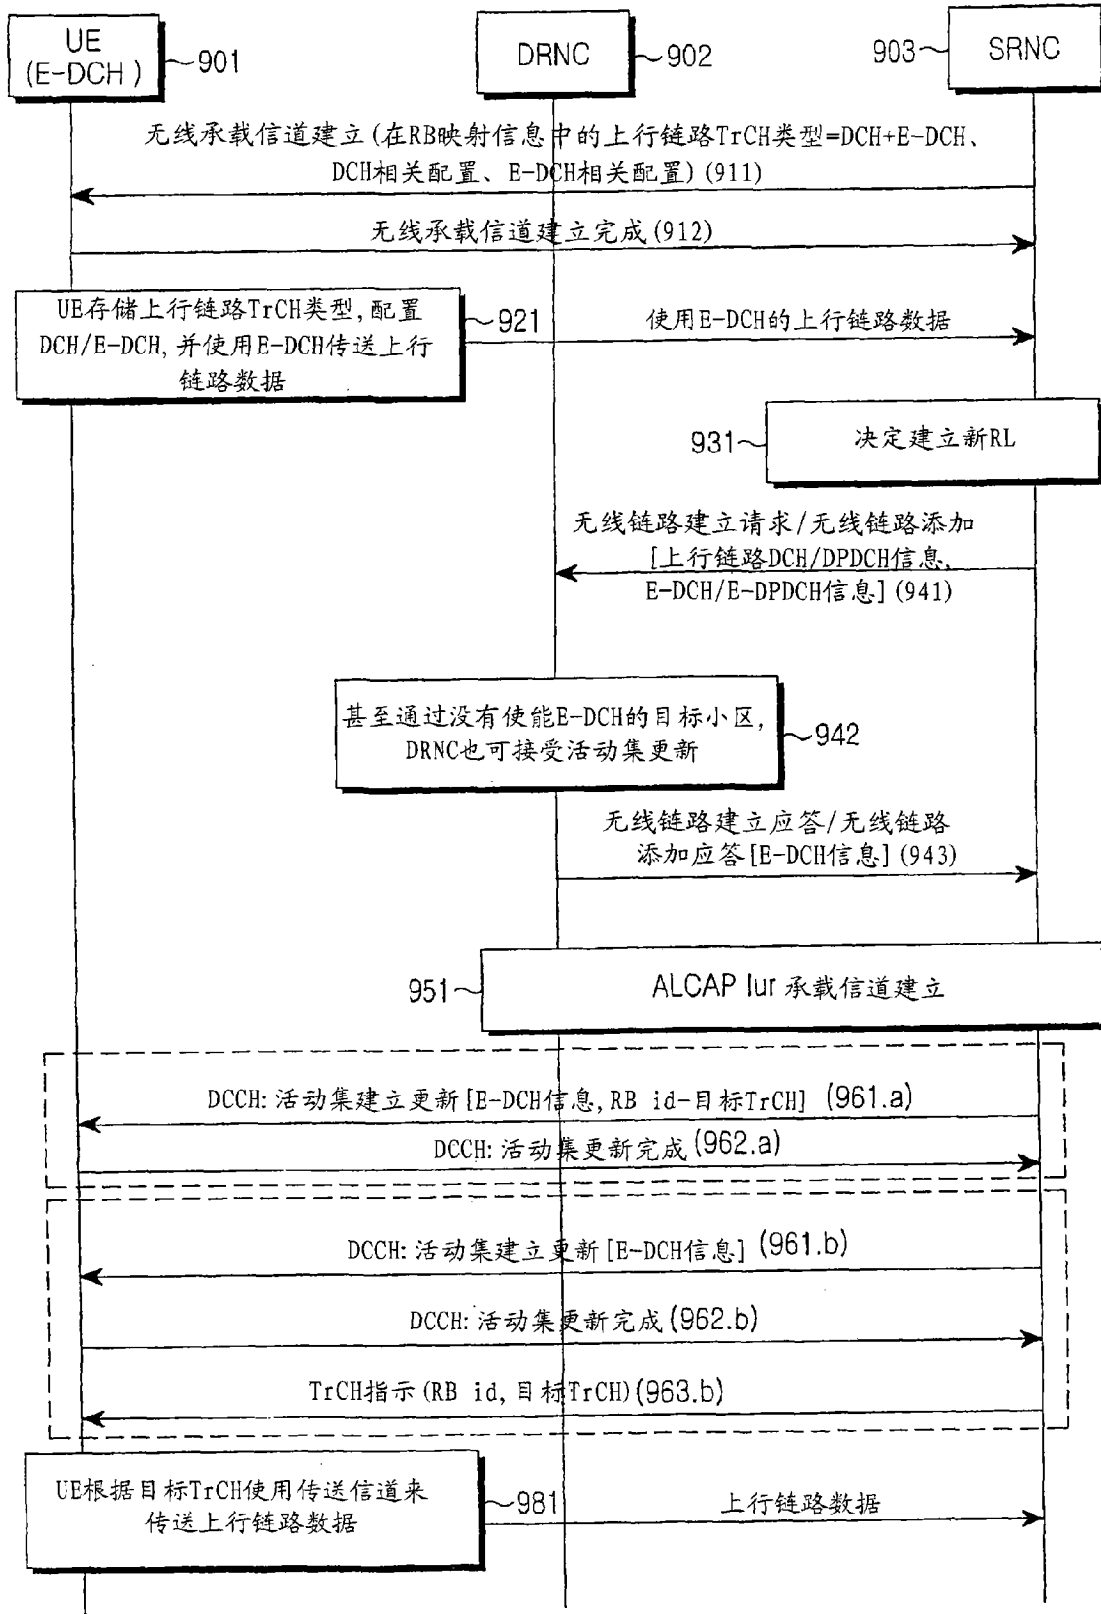 UE
(E-DCH)
901
DRNC
902
903
SRNC
无线承载信道建立(在RB映射信息中的上行链路TrCH类型=DCH+E-DCH、
DCH相关配置、E-DCH相关配置)(911)
无线承载信道建立完成(912)
UE存储上行链路TrCH类型,配置
DCH/E-DCH,并使用E-DCH传送上行
链路数据
921
使用E-DCH的上行链路数据
931
决定建立新RL
无线链路建立请求/无线链路添加
[上行链路DCH/DPDCH信息,
E-DCH/E-DPDCH信息](941)
甚至通过没有使能E-DCH的目标小区,
DRNC也可接受活动集更新
942
无线链路建立应答/无线链路
添加应答[E-DCH信息](943)
951
ALCAP Iur 承载信道建立
DCCH:活动集建立更新[E-DCH信息,RB id-目标TrCH] (961.a)
DCCH:活动集更新完成(962.a)
DCCH:活动集建立更新[E-DCH信息] (961.b)
DCCH:活动集更新完成(962.b)
TrCH指示(RB id,目标TrCH)(963.b)
UE根据目标TrCH使用传送信道来
传送上行链路数据
981
上行链路数据